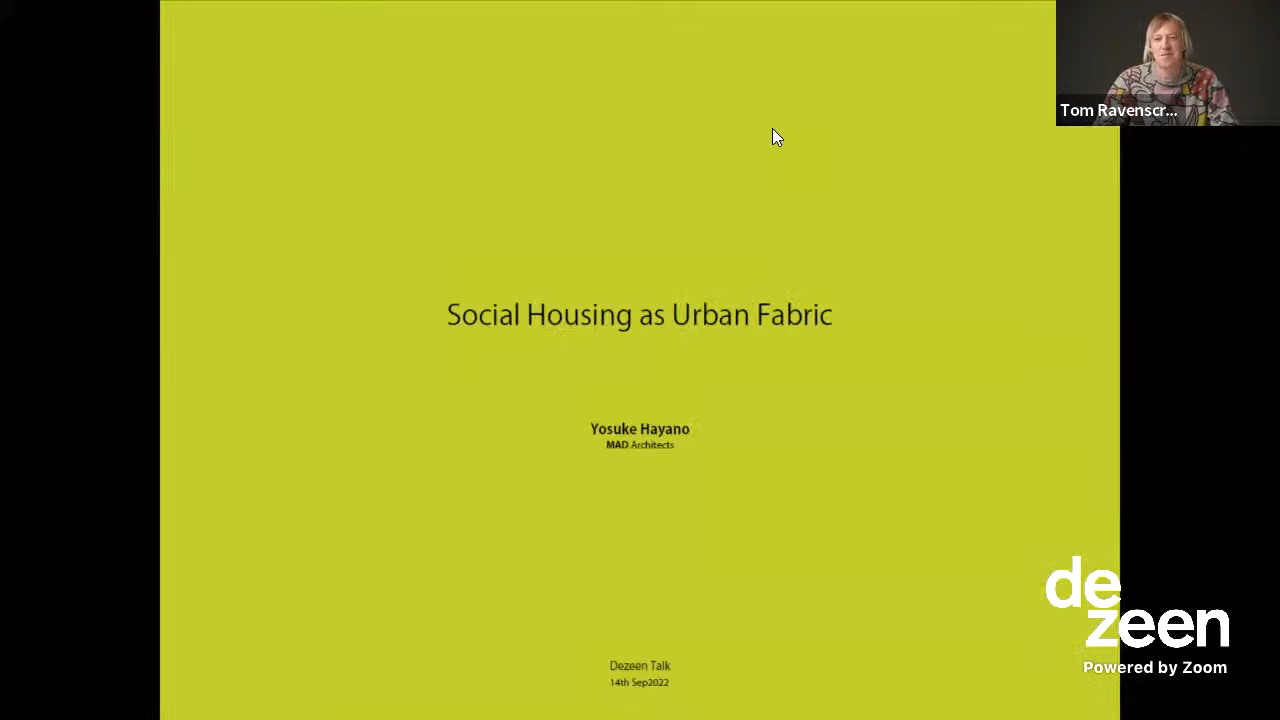 Tom Ravenscr...
Social Housing as Urban Fabric
Yosuke Hayano
MAD Architects
Dezeen Talk
14th Sep2022
de
zeen
Powered by Zoom